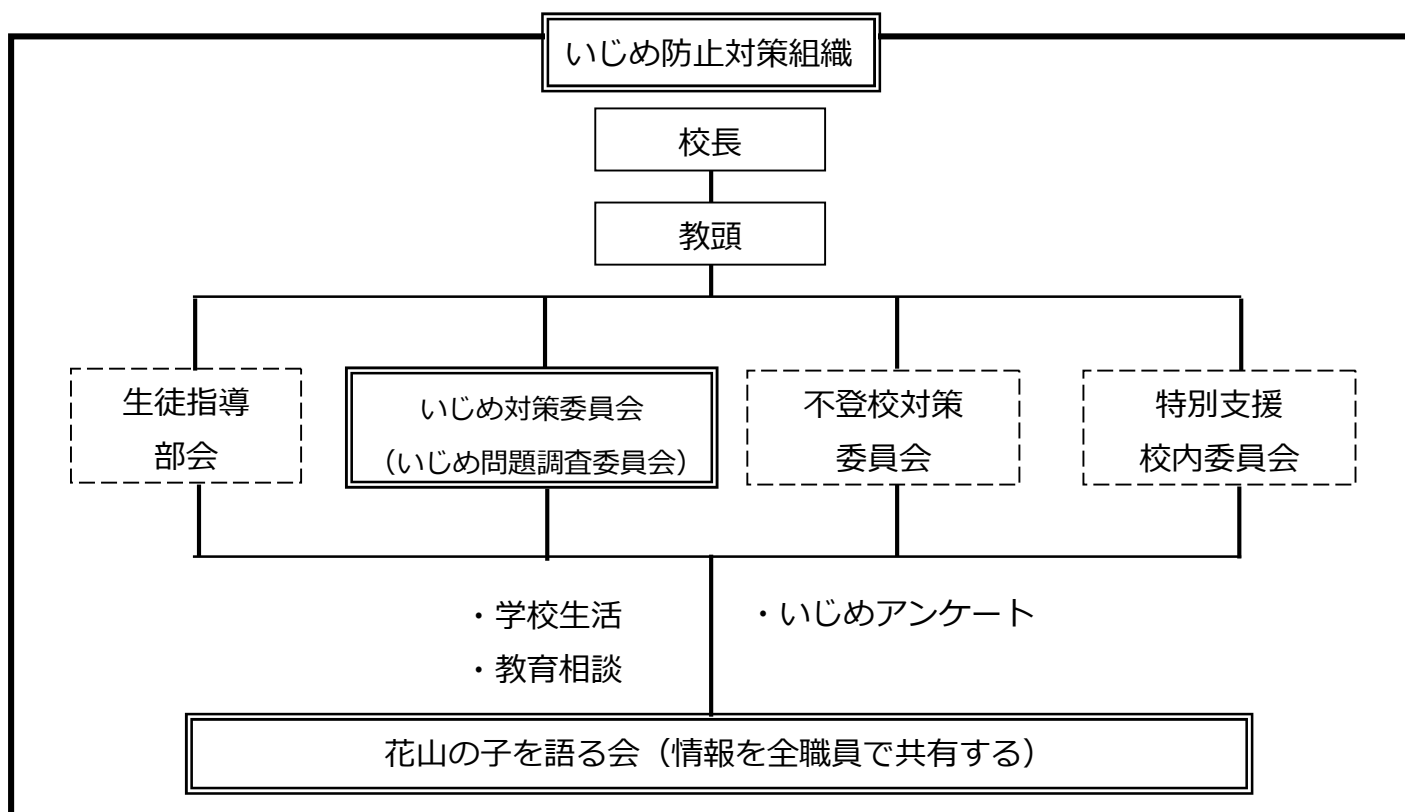 いじめ防止対策組織
校長
教頭
生徒指導
部会
いじめ対策委員会
（いじめ問題調査委員会）
不登校対策
委員会
特別支援
校内委員会
・学校生活
・教育相談
・いじめアンケート
花山の子を語る会（情報を全職員で共有する）